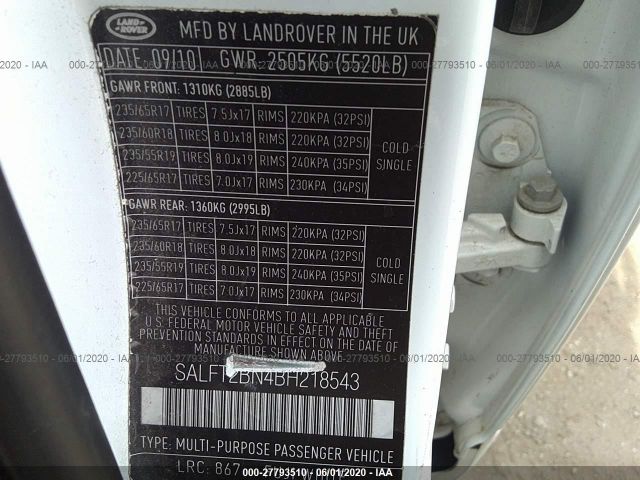 LAND
ROVER
MFD BY LANDROVER IN THE UK
DATE 09/10 GWR 2505KG (5520LB)
GAWR FRONT: 1310KG (2885LB)
235/65R17 TIRES 7.5Jx17 RIMS 220KPA (32PSI)
235/60R18 TIRES 8.0Jx18 RIMS 220KPA (32PSI)
235/55R19 TIRES 8.0Jx19 RIMS 240KPA (35PSI)
225/65R17 TIRES 7.0Jx17 RIMS 230KPA (34PSI)
COLD
SINGLE
GAWR REAR: 1360KG (2995LB)
235/65R17 TIRES 7.5Jx17 RIMS 220KPA (32PSI)
235/60R18 TIRES 8.0Jx18 RIMS 220KPA (32PSI)
235/55R19 TIRES 8.0Jx19 RIMS 240KPA (35PSI)
225/65R17 TIRES 7.0Jx17 RIMS 230KPA (34PSI)
COLD
SINGLE
THIS VEHICLE CONFORMS TO ALL APPLICABLE
U.S. FEDERAL MOTOR VEHICLE SAFETY AND THEFT
PREVENTION STANDARDS IN EFFECT ON THE DATE OF
MANUFACTURE SHOWN ABOVE.
SALFT2BN4BH218543
TYPE: MULTI-PURPOSE PASSENGER VEHICLE
LRC: 867
00-27793510 - 06/01/2020 - IAA